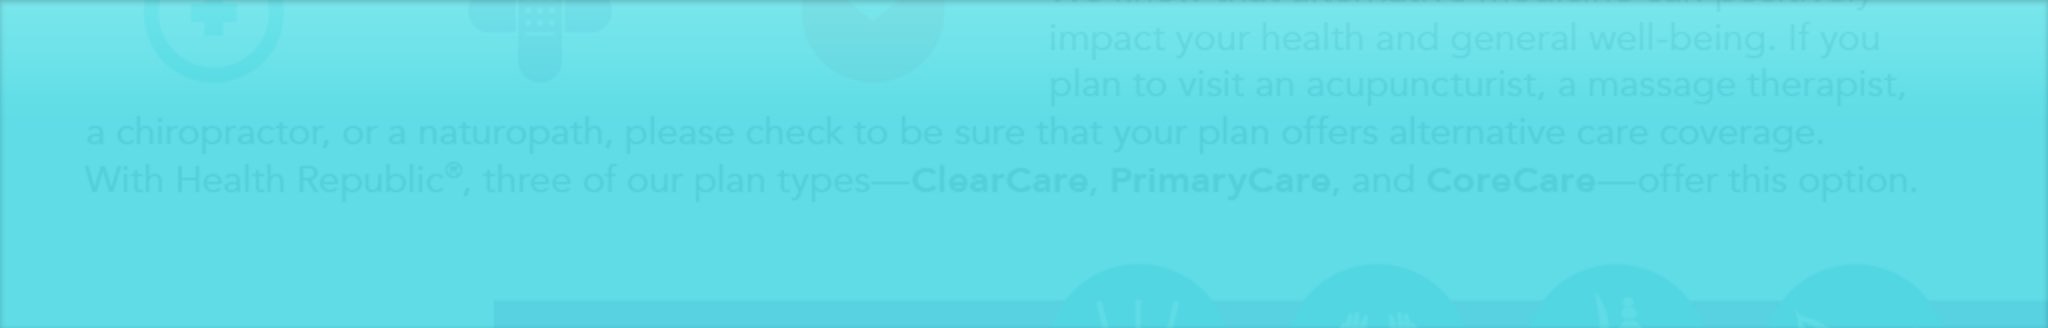 impact your health and general well-being. If you
plan to visit an acupuncturist, a massage therapist,
a chiropractor, or a naturopath, please check to be sure that your plan offers alternative care coverage.
With Health Republic®, three of our plan types—ClearCare, PrimaryCare, and CoreCare—offer this option.